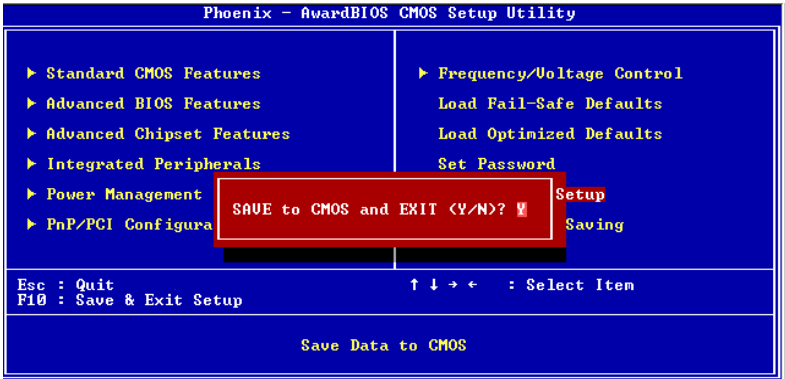 Phoenix - AwardBIOS CMOS Setup Utility
Standard CMOS Features
Advanced BIOS Features
Advanced Chipset Features
Integrated Peripherals
Power Management
PnP/PCI Configura
Frequency/Voltage Control
Load Fail-Safe Defaults
Load Optimized Defaults
Set Password
Setup
Saving
SAVE to CMOS and EXIT (Y/N)? Y
Esc : Quit
F10 : Save & Exit Setup
↑ ↓ → ← : Select Item
Save Data to CMOS